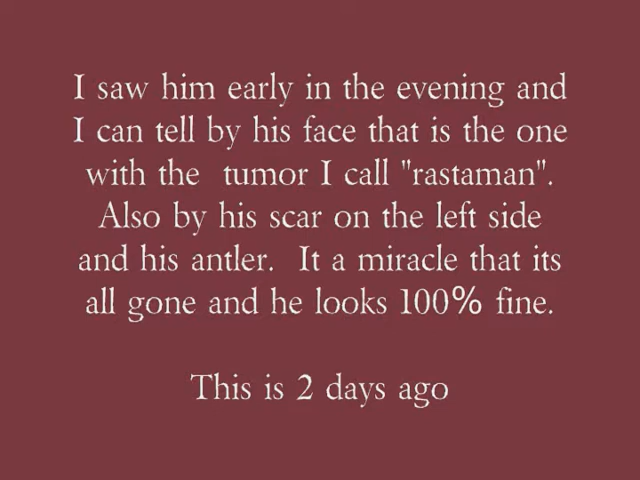 I saw him early in the evening and
I can tell by his face that is the one
with the tumor I call "rastaman".
Also by his scar on the left side
and his antler. It a miracle that its
all gone and he looks 100% fine.
This is 2 days ago